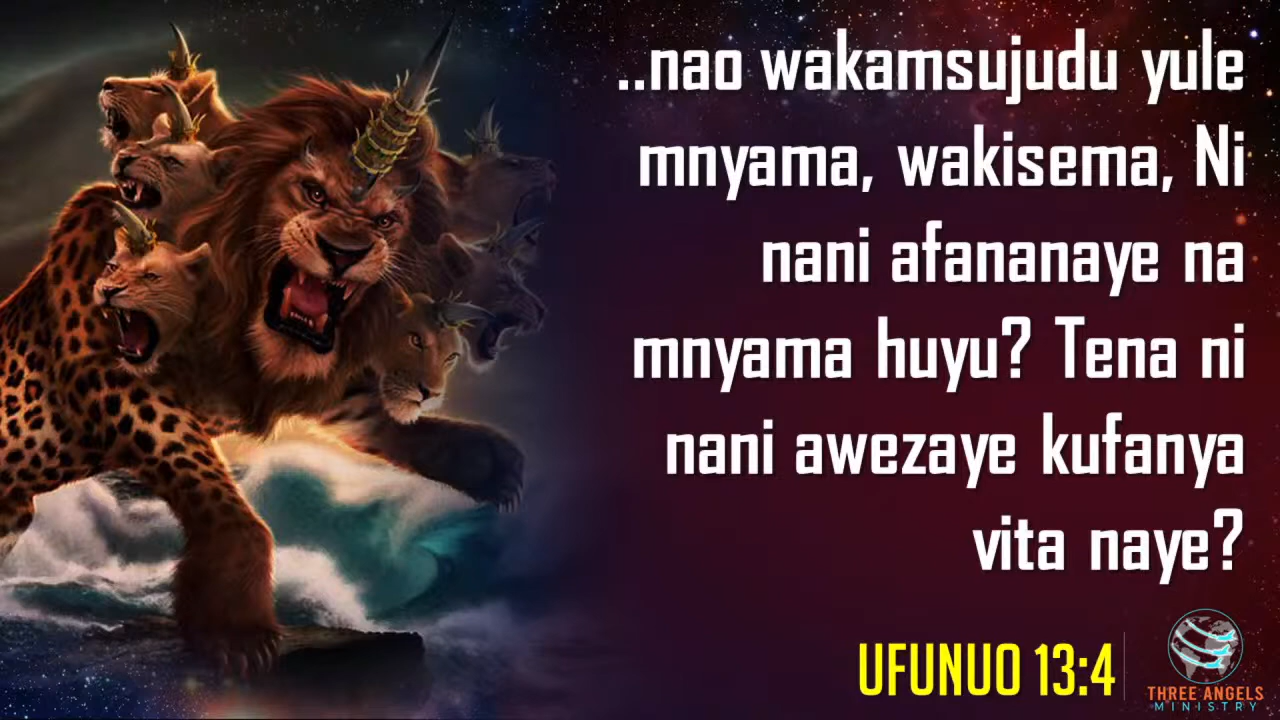 ..nao wakamsujudu yule
mnyama, wakisema, Ni
nani afananaye na
mnyama huyu? Tena ni
nani awezaye kufanya
vita naye?
UFUNUO 13:4
THREE ANGELS
MINISTRY